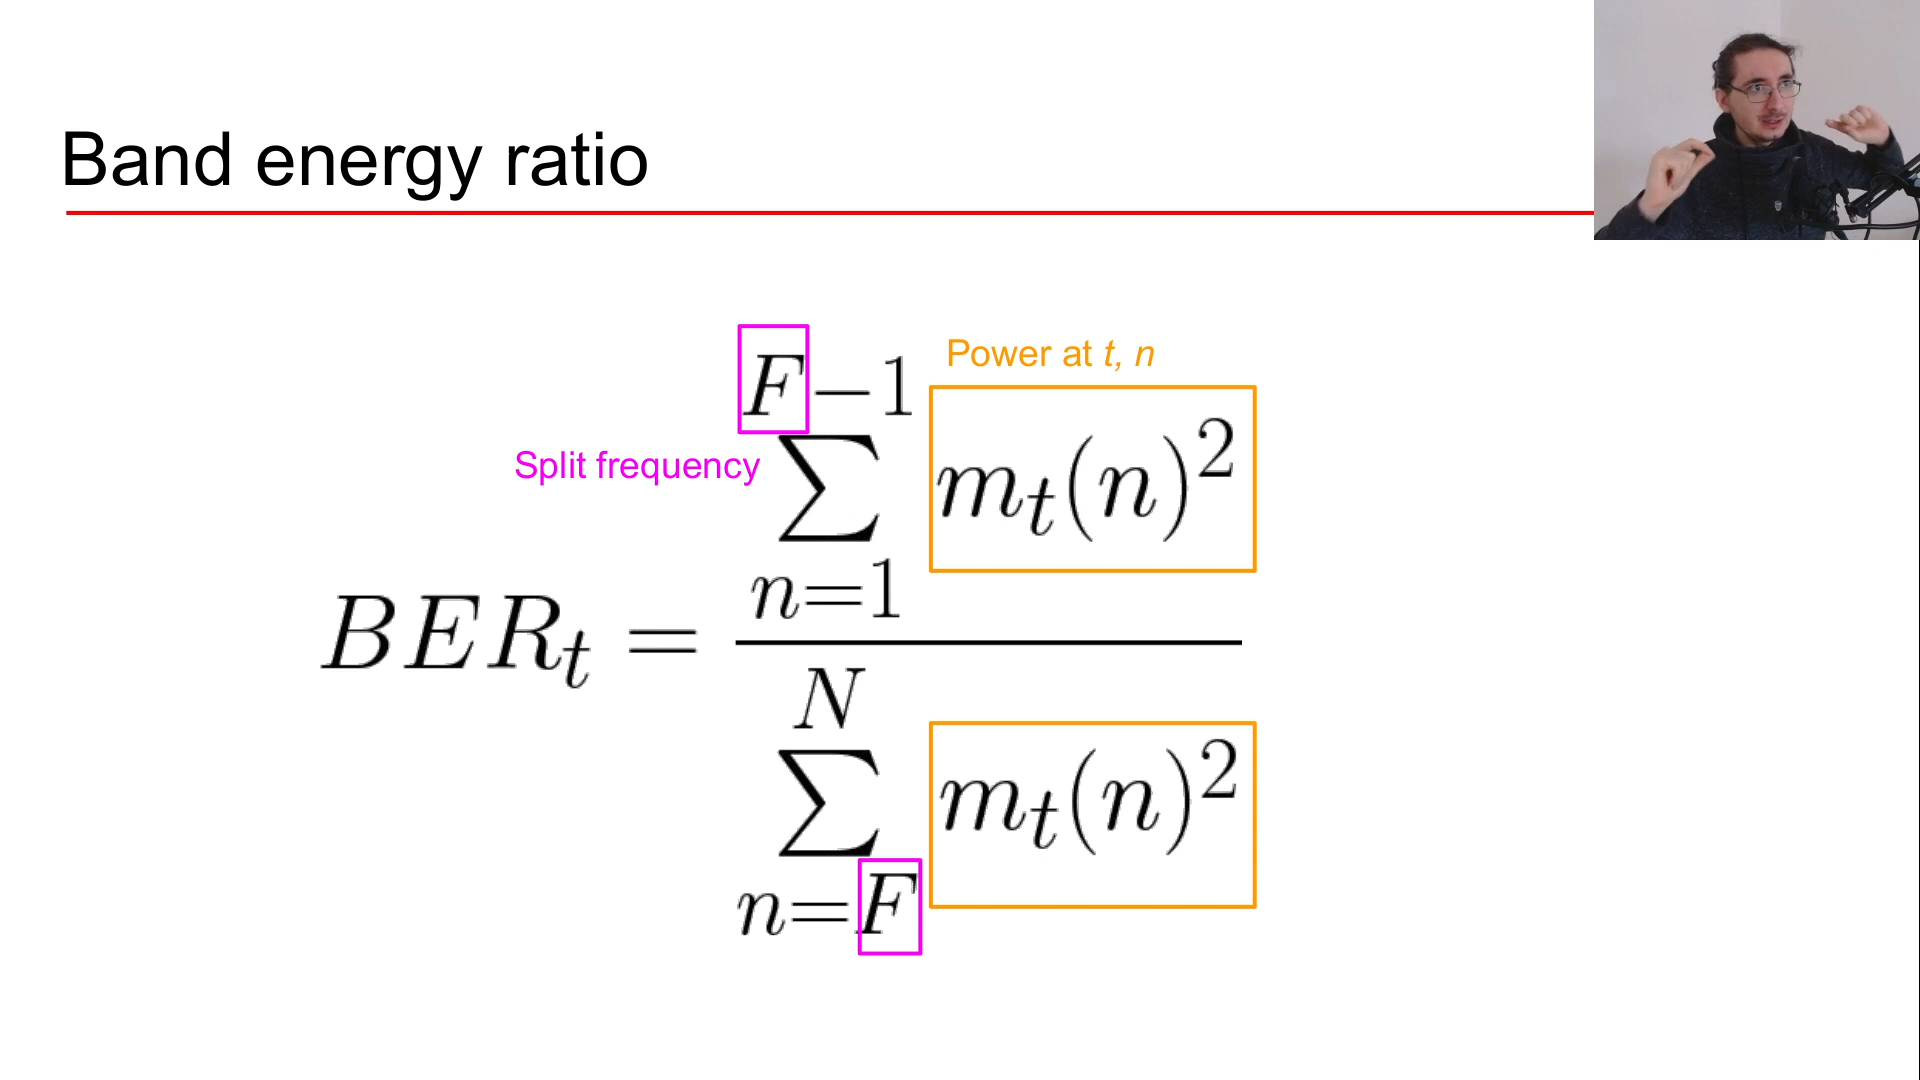 Band energy ratio
Power at t, n
Split frequency
F−1
∑ m_t(n)^2
n=1
BER_t =
N
∑ m_t(n)^2
n=F